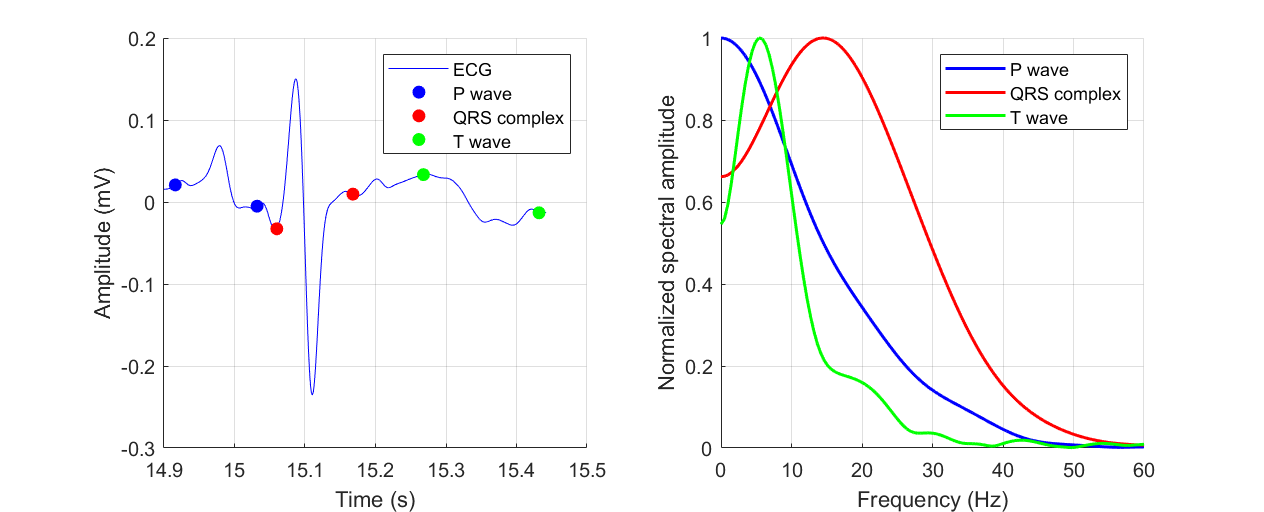 0.2
0.1
0
-0.1
-0.2
-0.3
Amplitude (mV)
14.9 15 15.1 15.2 15.3 15.4 15.5
Time (s)
ECG
P wave
QRS complex
T wave
1
0.8
0.6
0.4
0.2
0
Normalized spectral amplitude
0 10 20 30 40 50 60
Frequency (Hz)
P wave
QRS complex
T wave